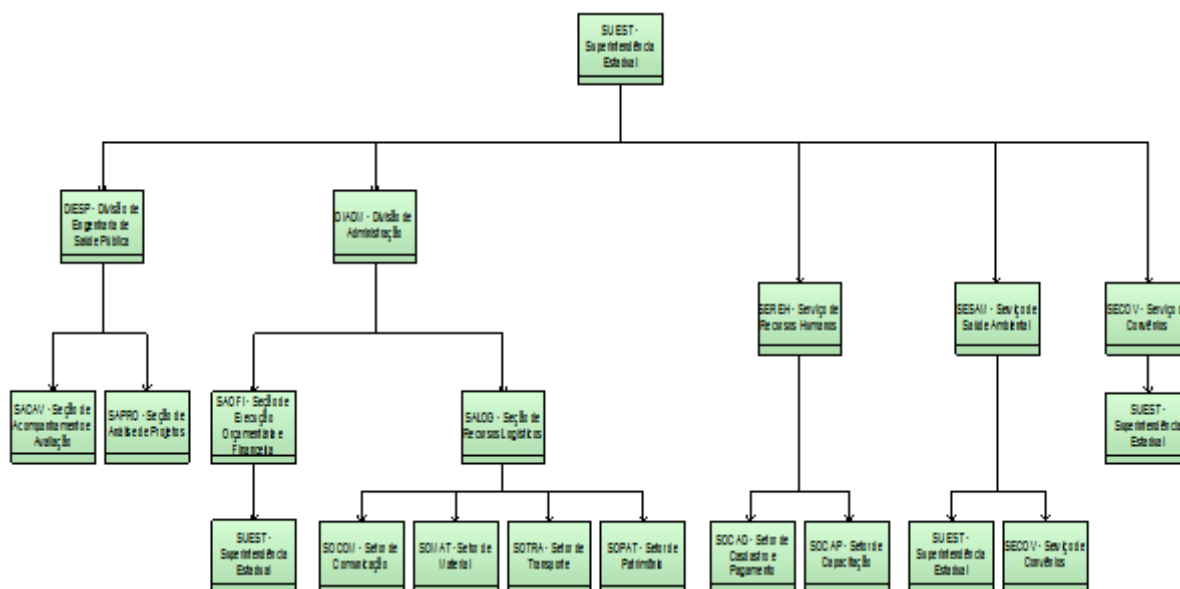 SUEST -
Superintendência
Estadual
DIESP - Divisão de
Engenharia de
Saúde Pública
DIADM - Divisão de
Administração
SEREH - Serviço de
Recursos Humanos
SESAM - Serviço de
Saúde Ambiental
SECOV - Serviço de
Convênios
SACAV - Seção de
Acompanhamento e
Avaliação
SAPRO - Seção de
Análise de Projetos
SAOFI - Seção de
Execução
Orçamentária e
Financeira
SALOG - Seção de
Recursos Logísticos
SUEST -
Superintendência
Estadual
SUEST -
Superintendência
Estadual
SOCOM - Setor de
Comunicação
SOMAT - Setor de
Material
SOTRA - Setor de
Transporte
SOPAT - Setor de
Patrimônio
SOCAD - Setor de
Cadastro e
Pagamento
SOCAP - Setor de
Capacitação
SUEST -
Superintendência
Estadual
SECOV - Serviço de
Convênios